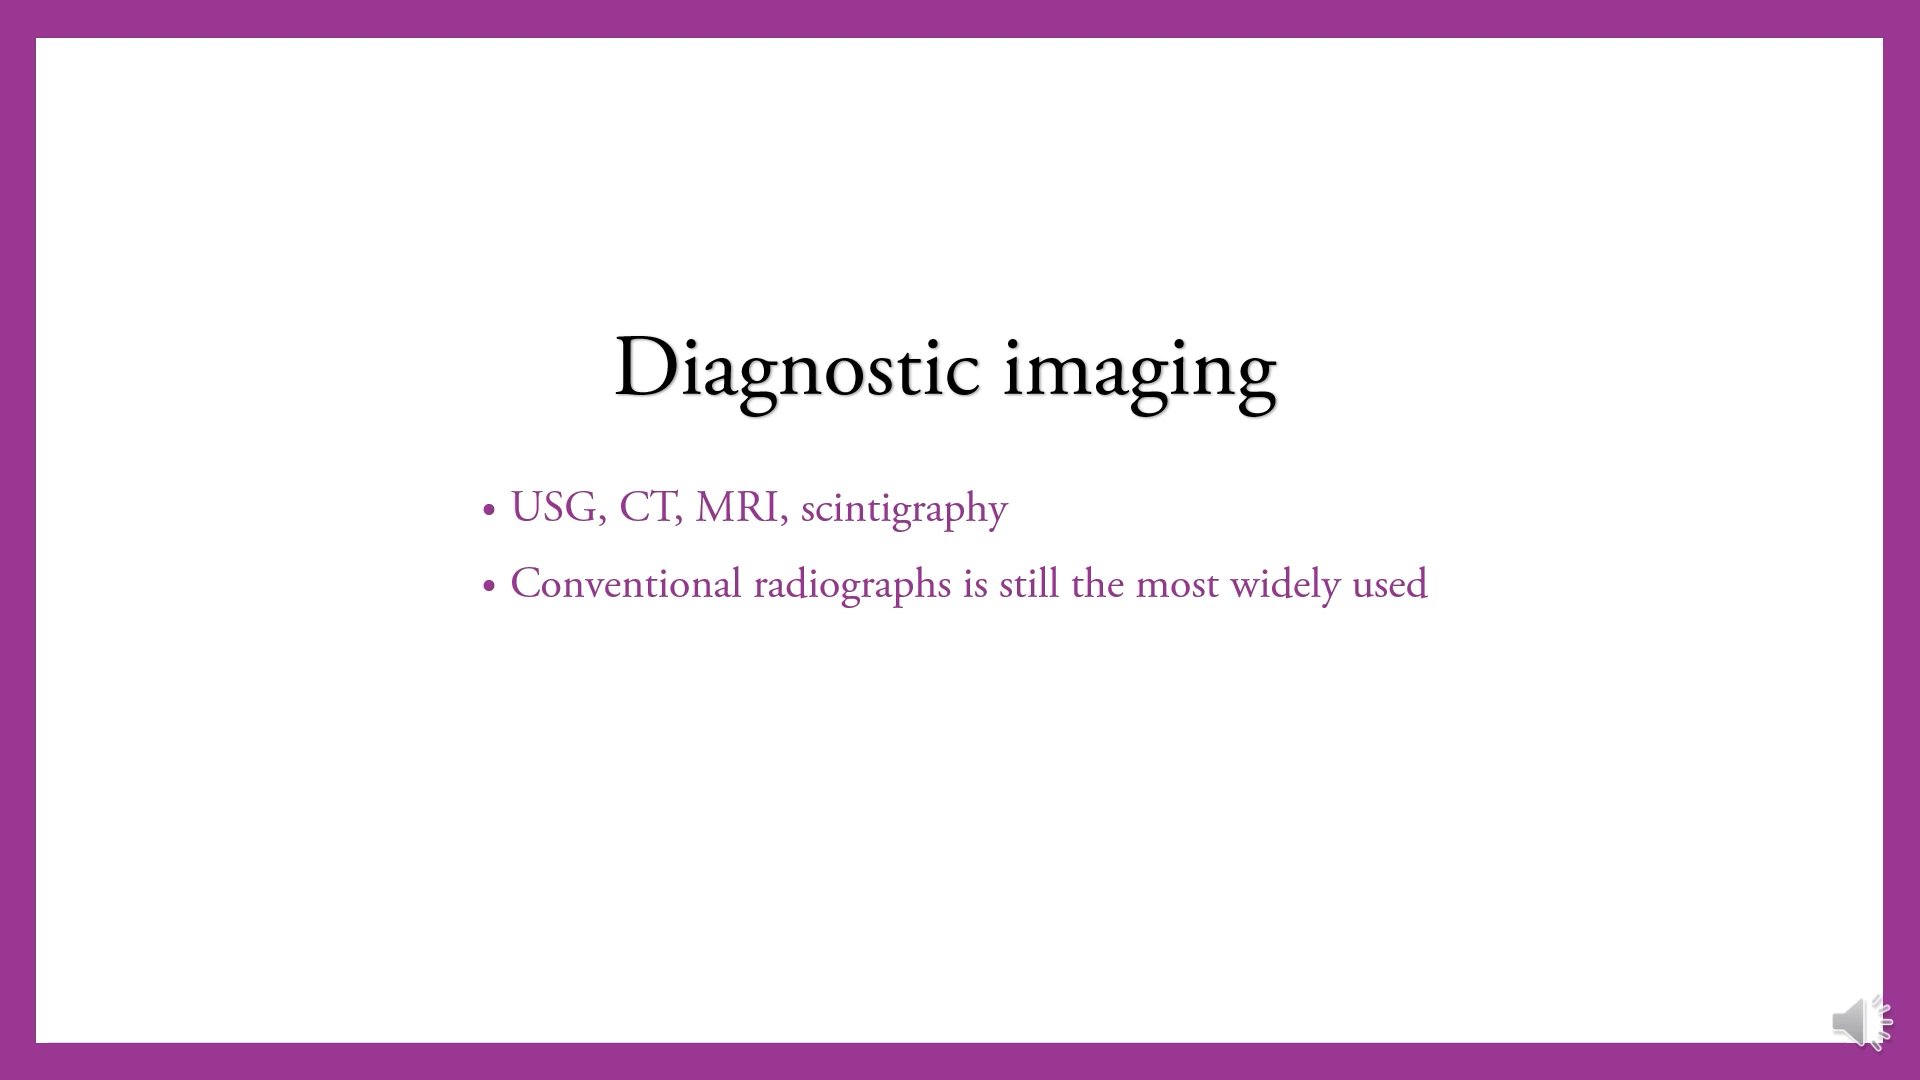 Diagnostic imaging
• USG, CT, MRI, scintigraphy
• Conventional radiographs is still the most widely used